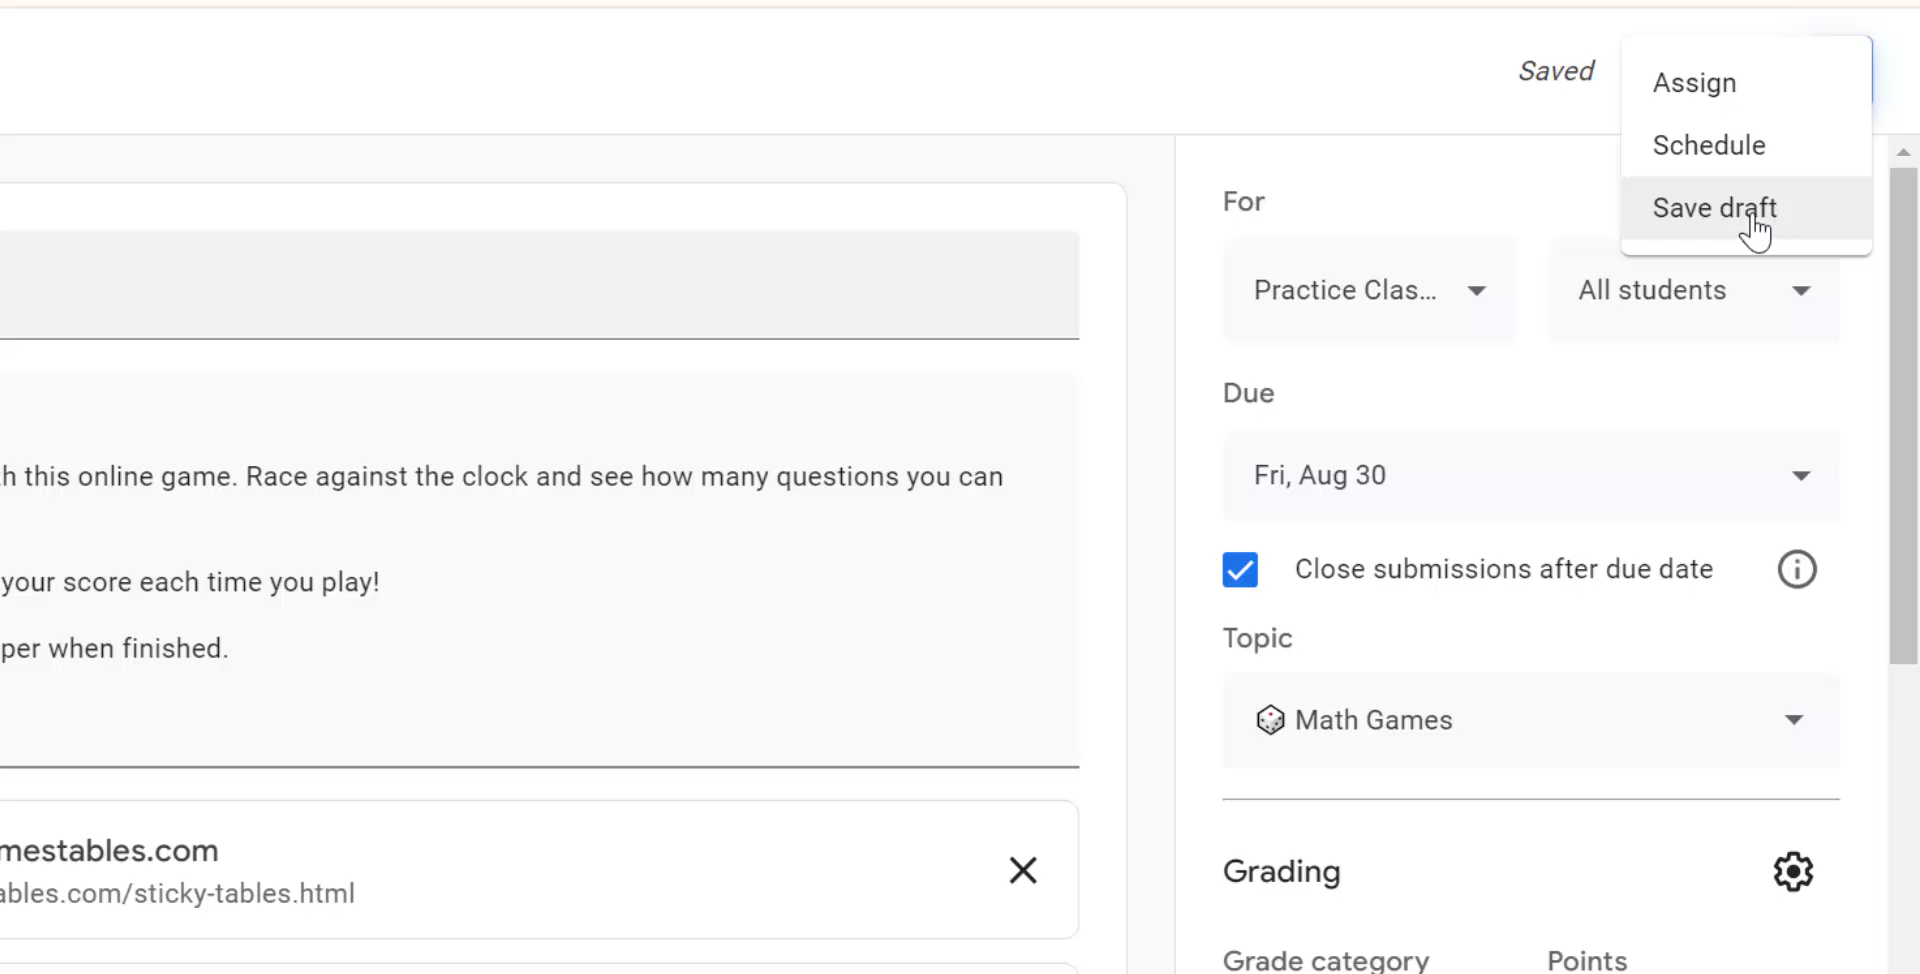 Saved
Assign
Schedule
Save draft
For
Practice Clas...
All students
Due
Fri, Aug 30
Close submissions after due date
Topic
Math Games
Grading
Grade category
Points
h this online game. Race against the clock and see how many questions you can
your score each time you play!
per when finished.
mestables.com
ables.com/sticky-tables.html